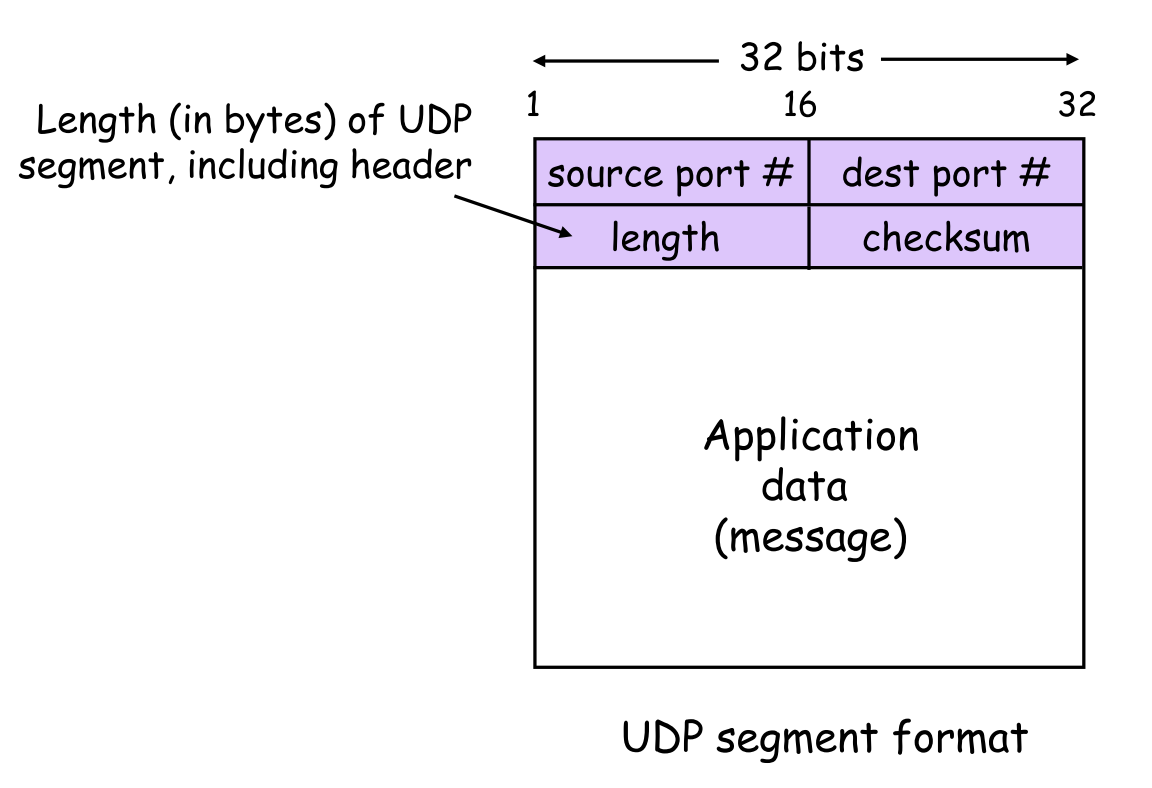 32 bits
1 16 32
Length (in bytes) of UDP
segment, including header
source port # dest port #
length checksum
Application
data
(message)
UDP segment format